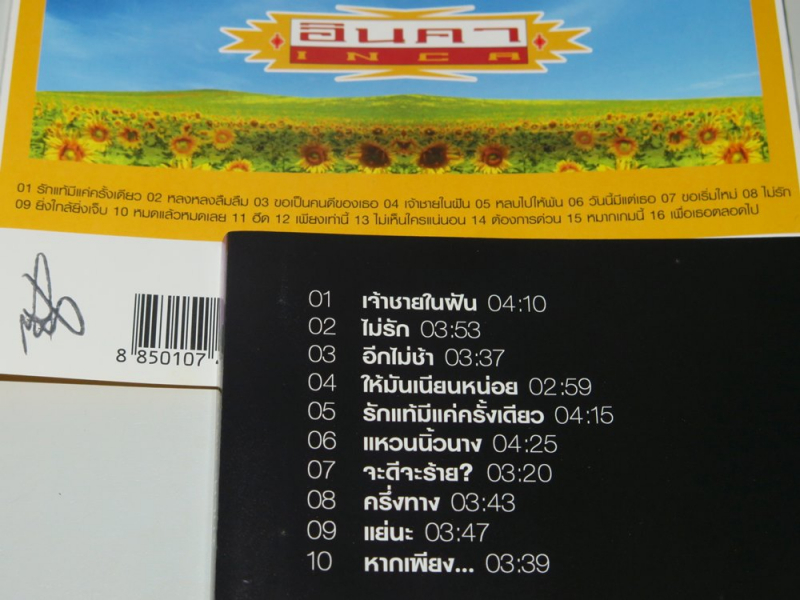 อินคา
INCA
01 รักแท้มีแค่ครั้งเดียว 02 หลงหลงลืมลืม 03 ขอเป็นคนดีของเธอ 04 เจ้าชายในฝัน 05 หลบไปให้พ้น 06 วันนี้มีแต่เธอ 07 ขอเริ่มใหม่ 08 ไม่รัก
09 ยิ่งใกล้ยิ่งเจ็บ 10 หมดแล้วหมดเลย 11 ฮึด 12 เพียงเท่านี้ 13 ไม่เห็นใครแน่นอน 14 ต้องการด่วน 15 หมากเกมนี้ 16 เพื่อเธอตลอดไป
8 850107
01 เจ้าชายในฝัน 04:10
02 ไม่รัก 03:53
03 อีกไม่ช้า 03:37
04 ให้มันเนียนหน่อย 02:59
05 รักแท้มีแค่ครั้งเดียว 04:15
06 แหวนนิ้วนาง 04:25
07 จะดีจะร้าย? 03:20
08 ครึ่งทาง 03:43
09 แย่นะ 03:47
10 หากเพียง... 03:39